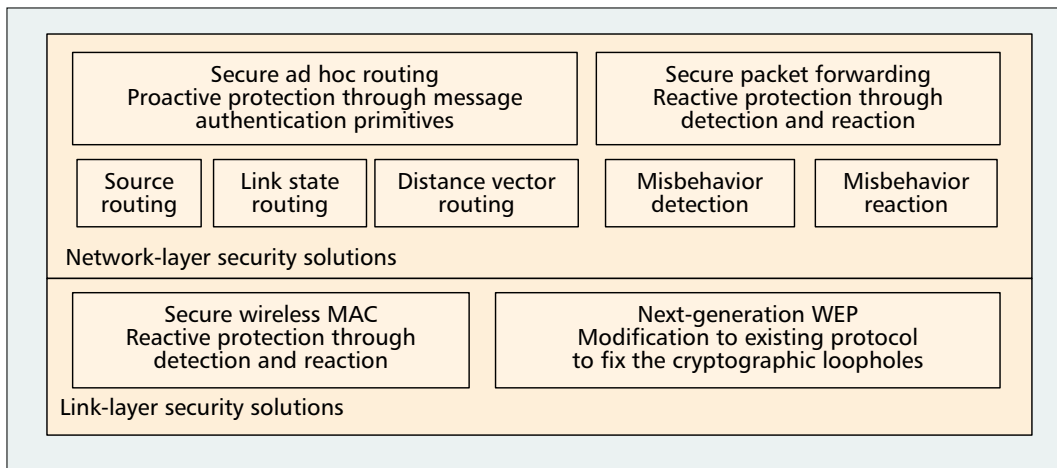 Secure ad hoc routing
Proactive protection through message
authentication primitives
Secure packet forwarding
Reactive protection through
detection and reaction
Source
routing
Link state
routing
Distance vector
routing
Misbehavior
detection
Misbehavior
reaction
Network-layer security solutions
Secure wireless MAC
Reactive protection through
detection and reaction
Next-generation WEP
Modification to existing protocol
to fix the cryptographic loopholes
Link-layer security solutions